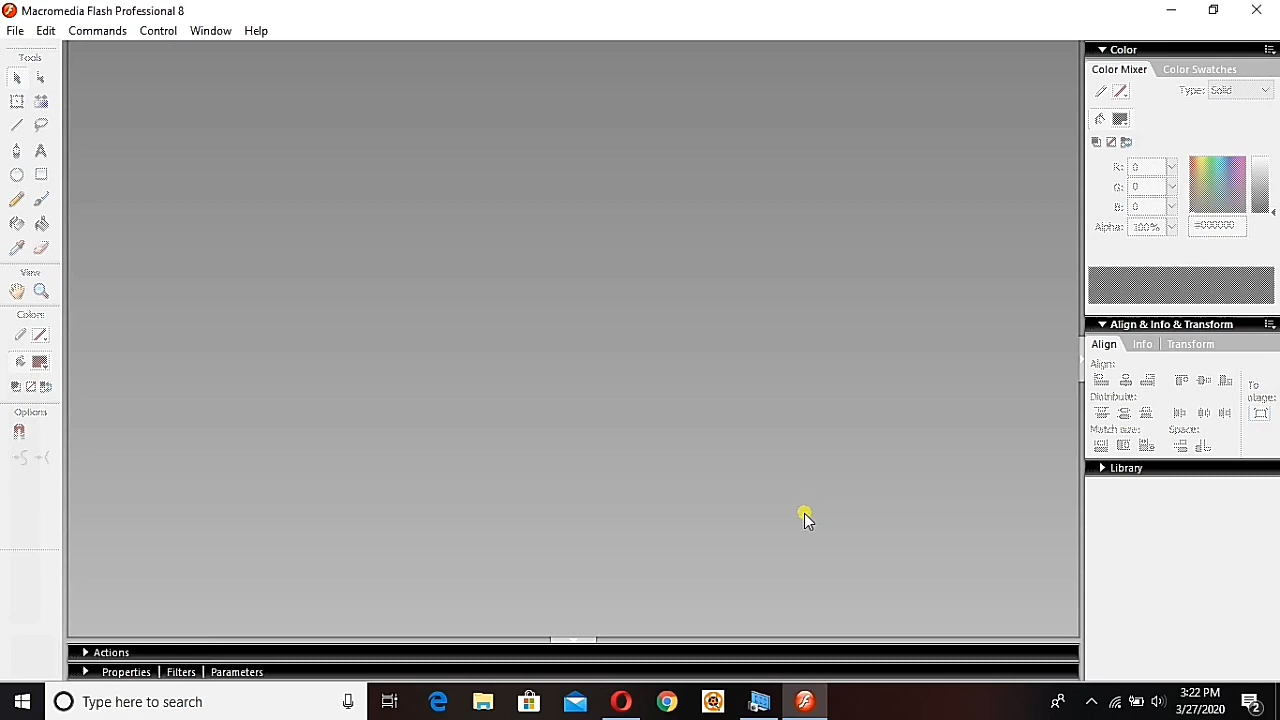 Macromedia Flash Professional 8
File Edit Commands Control Window Help
Tools
View
Colors
Options
Color
Color Mixer Color Swatches
Type: Solid
R: 0
G: 0
B: 0
Alpha: 100% #000000
Align & Info & Transform
Align Info Transform
Align:
Distribute:
To stage:
Match size: Space:
Library
Actions
Properties Filters Parameters
Type here to search
3:22 PM
3/27/2020
2